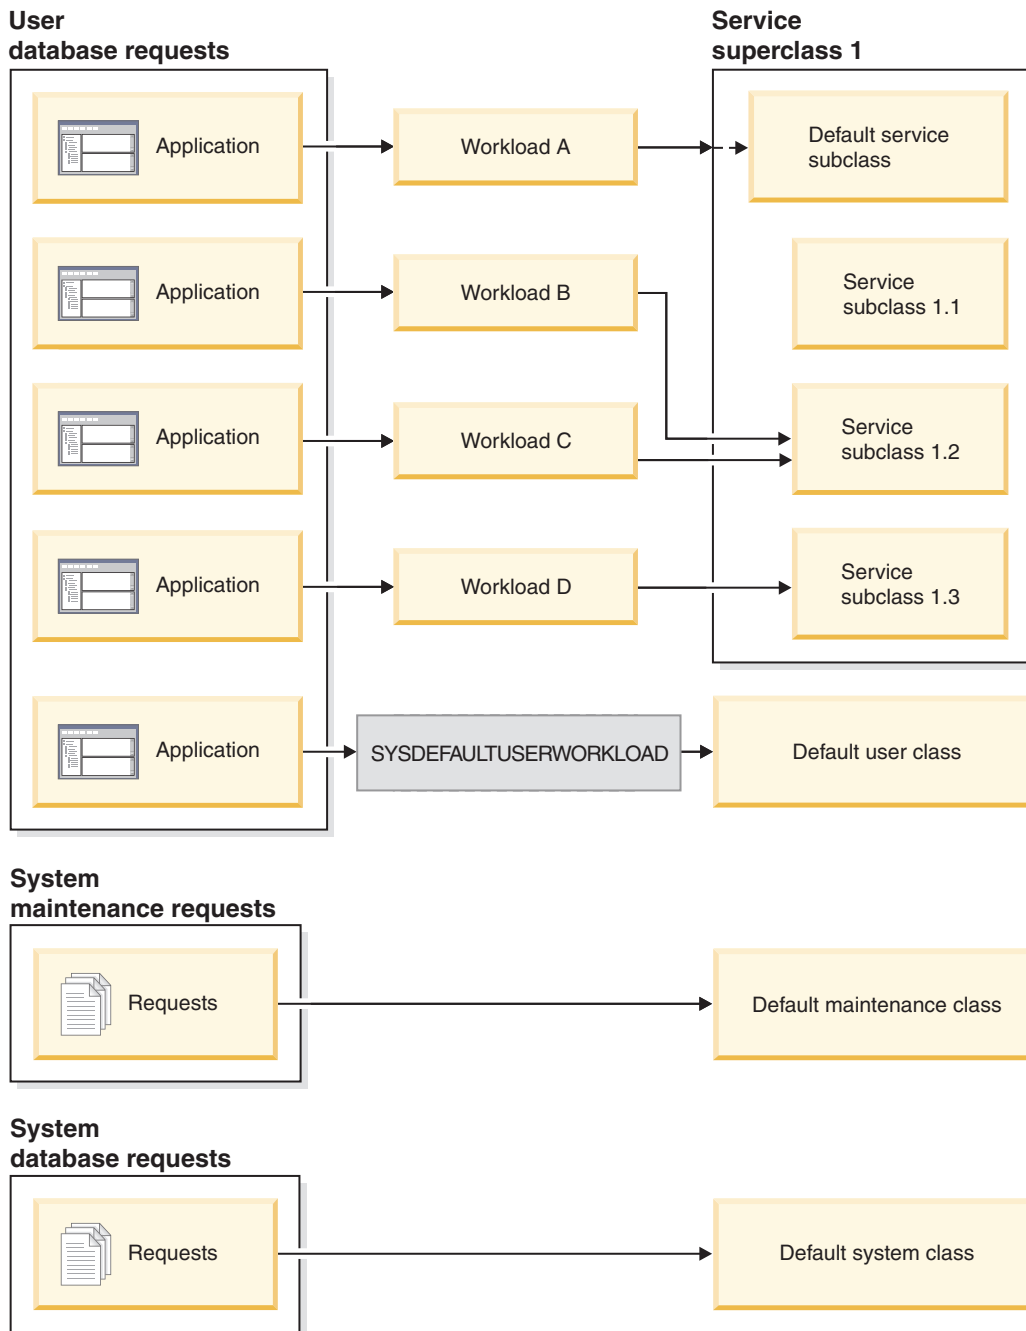 User
database requests
Service
superclass 1
Application
Workload A
Default service
subclass
Application
Workload B
Service
subclass 1.1
Application
Workload C
Service
subclass 1.2
Application
Workload D
Service
subclass 1.3
Application
SYSDEFAULTUSERWORKLOAD
Default user class
System
maintenance requests
Requests
Default maintenance class
System
database requests
Requests
Default system class